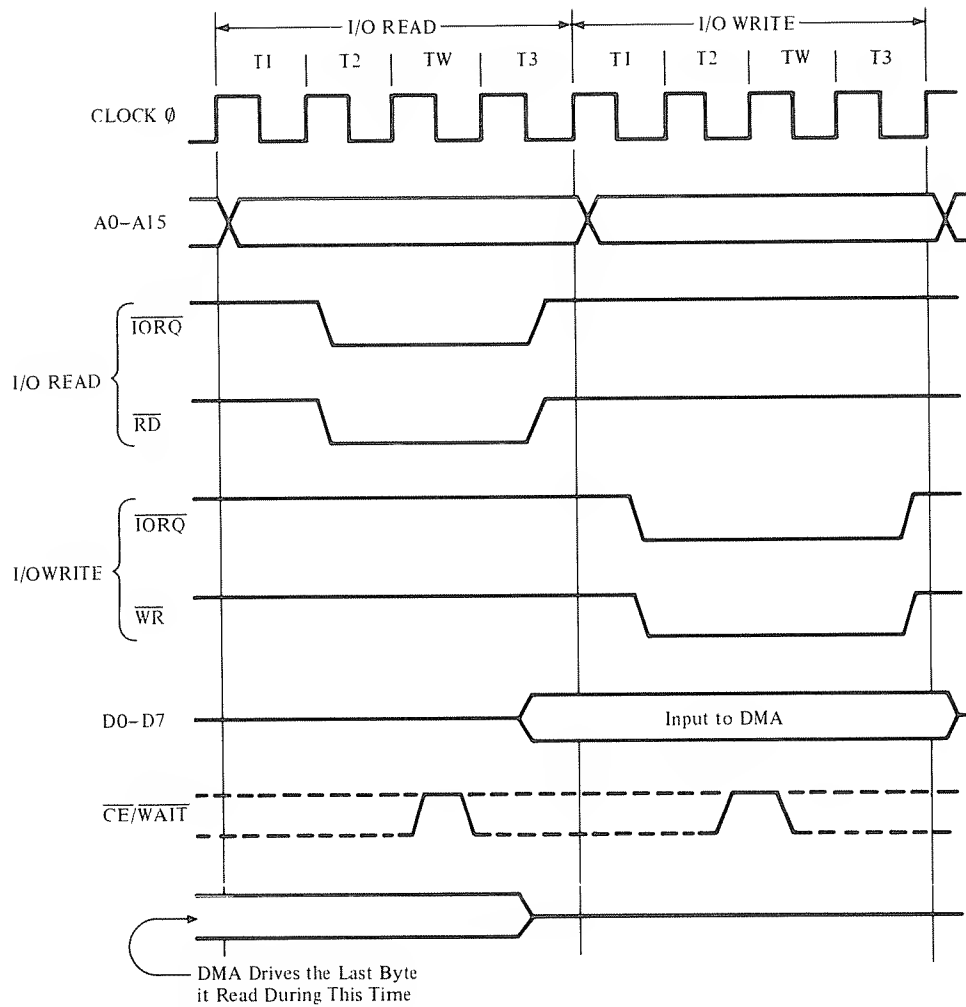 I/O READ I/O WRITE
T1 T2 TW T3 T1 T2 TW T3
CLOCK Ø
A0–A15
I/O READ
IORQ
RD
I/OWRITE
IORQ
WR
D0–D7 Input to DMA
CE/WAIT
DMA Drives the Last Byte
it Read During This Time